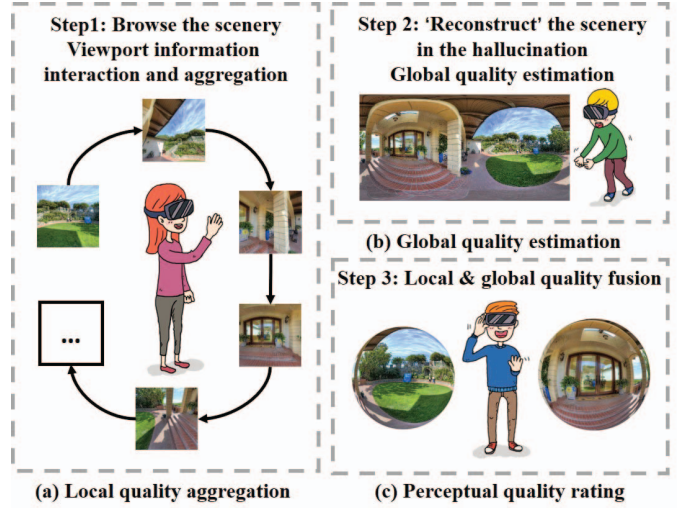 Step1: Browse the scenery
Viewport information
interaction and aggregation
...
(a) Local quality aggregation
Step 2: ‘Reconstruct’ the scenery
in the hallucination
Global quality estimation
(b) Global quality estimation
Step 3: Local & global quality fusion
(c) Perceptual quality rating